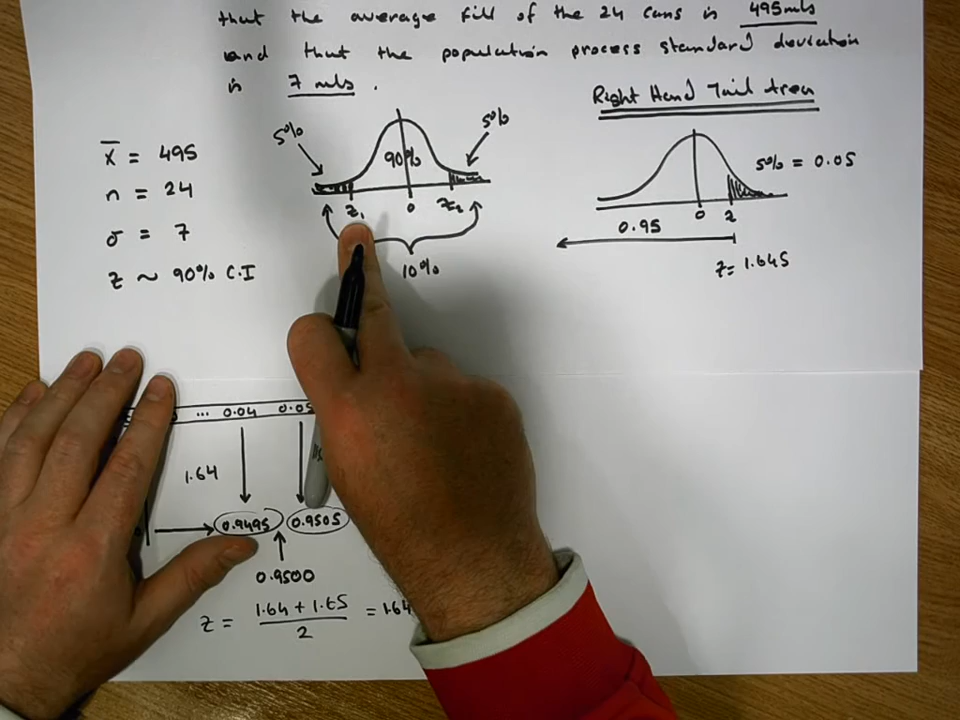 that the average fill of the 24 cans is 495mls
and that the population process standard deviation
is 7 mls .
Right Hand Tail Area
5%
5%
90%
z₁ 0 z₂
10%
x̄ = 495
n = 24
σ = 7
z ~ 90% C.I
5% = 0.05
0.95 0 z
z= 1.645
... 0.04 0.05
1.64
0.9495 0.9505
0.9500
z = 1.64 + 1.65 / 2 = 1.64